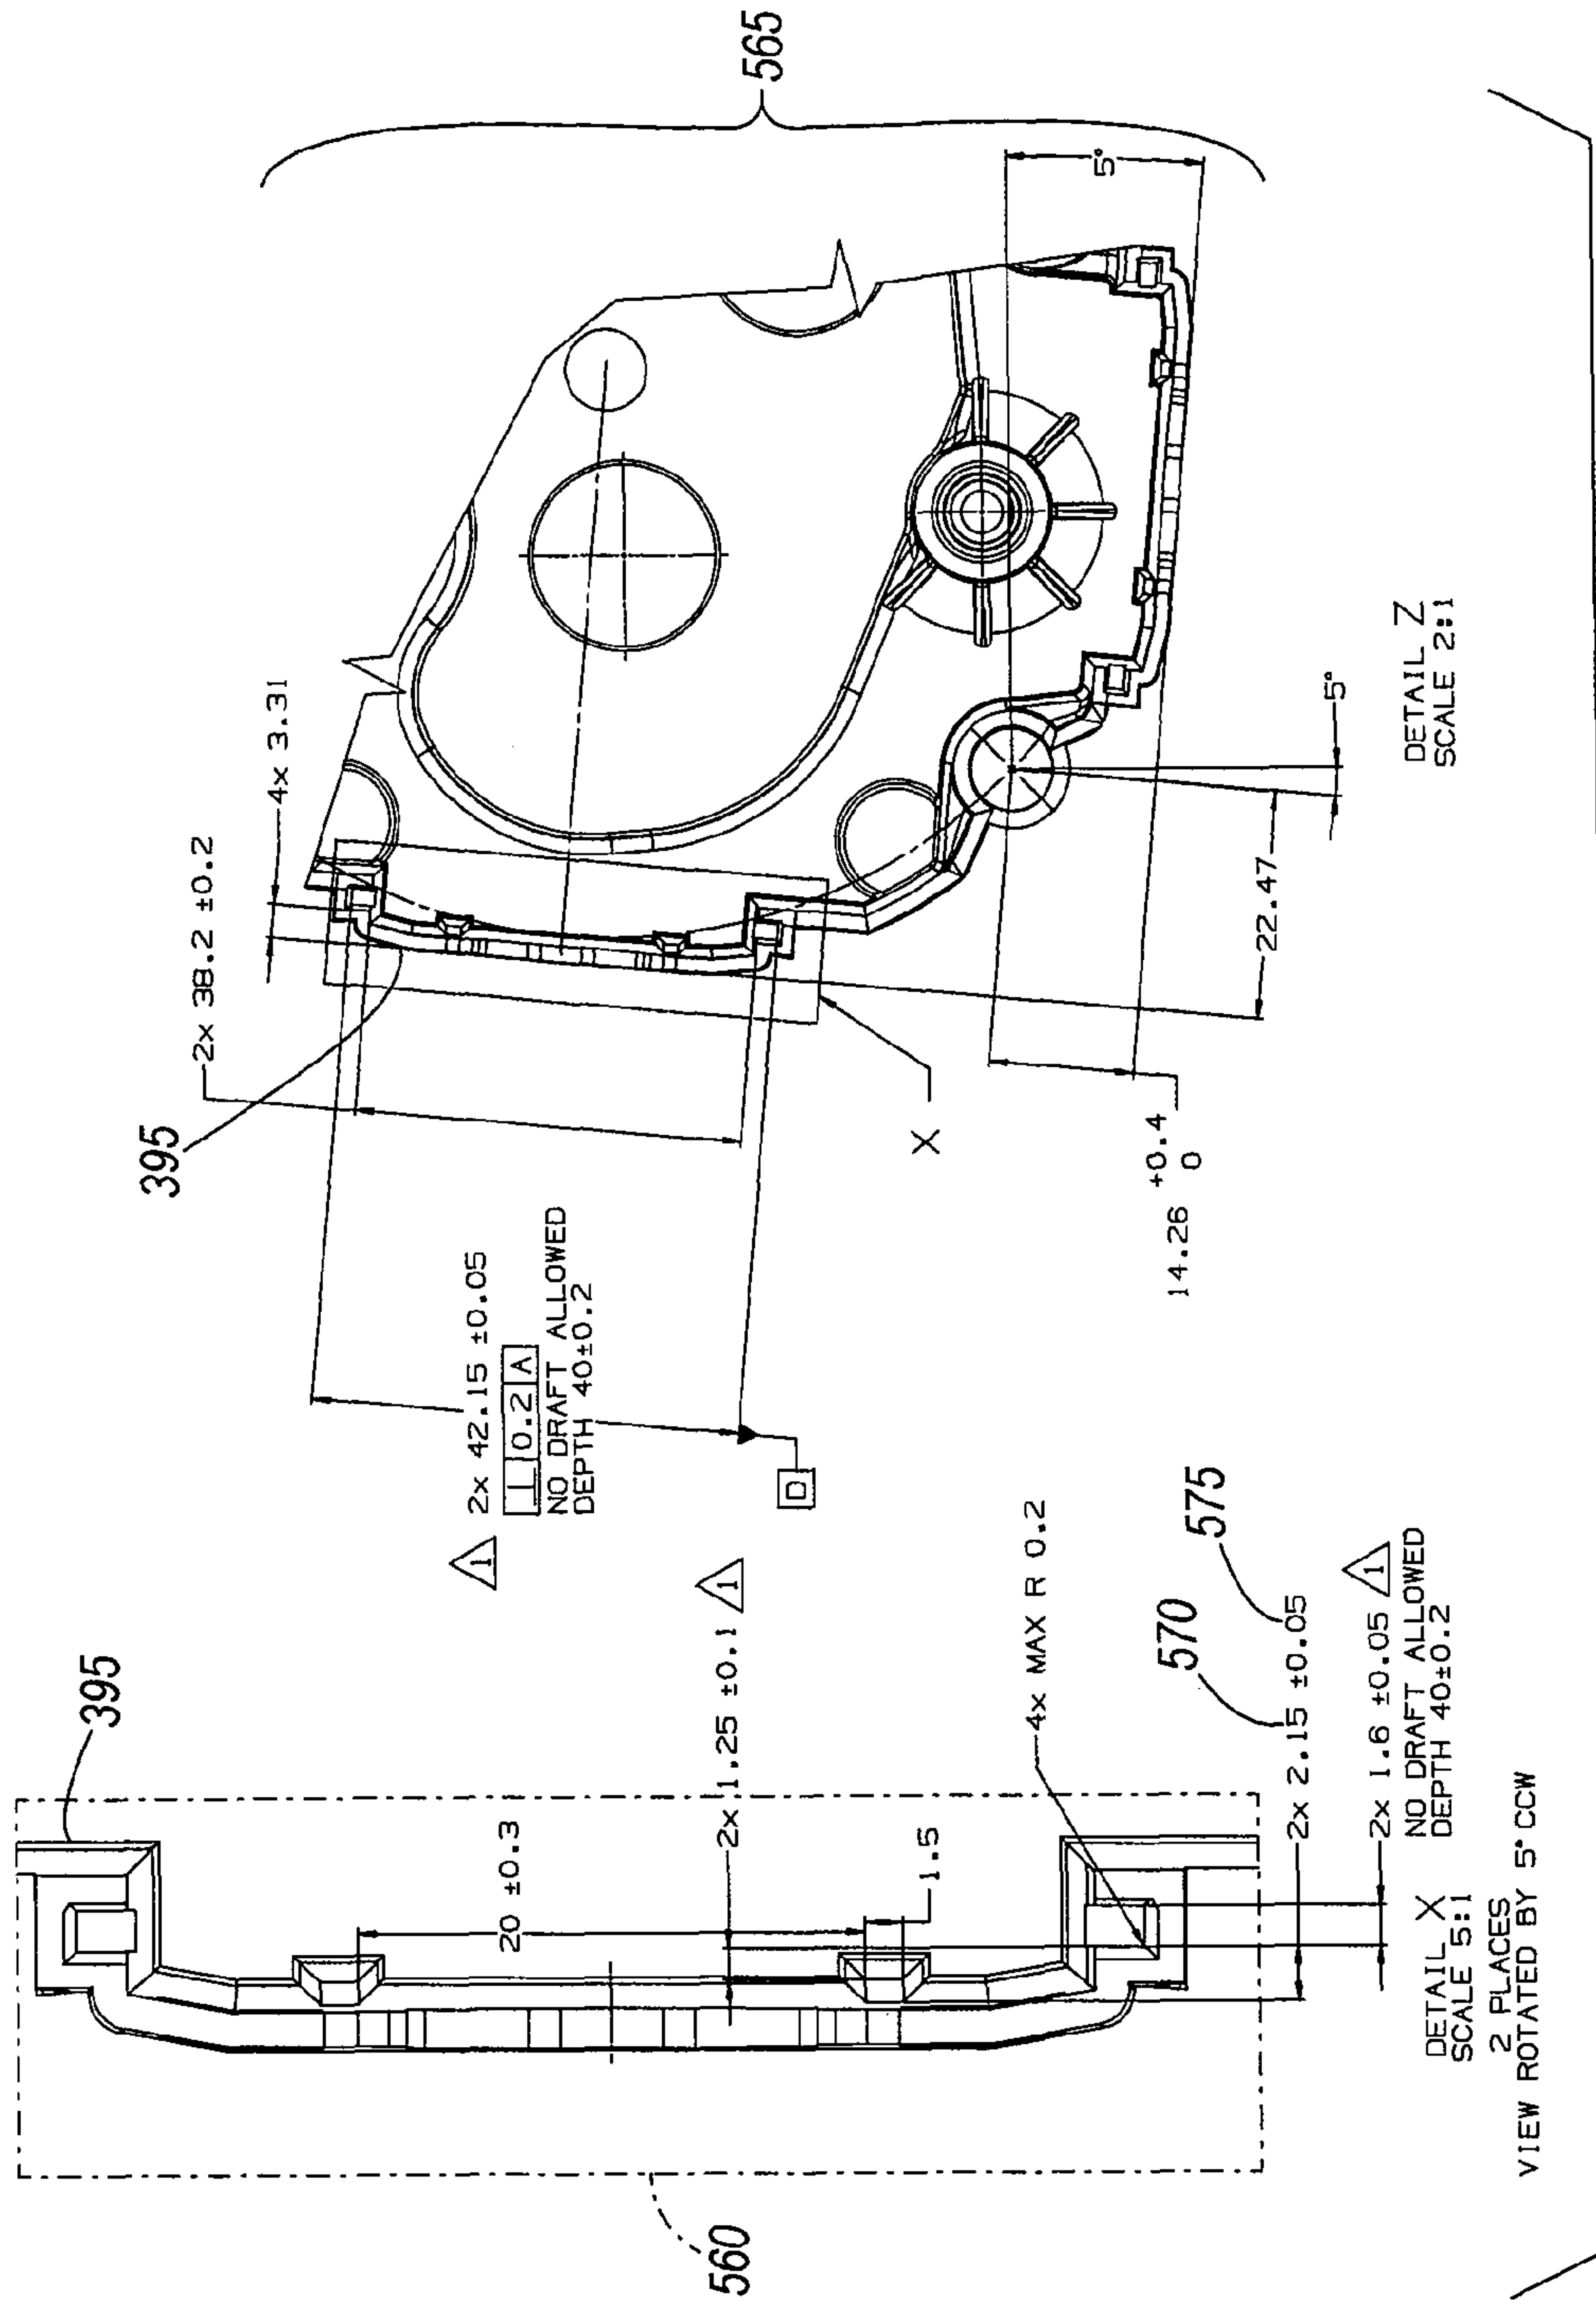 565
5°
4x 3.31
2x 38.2 ±0.2
395
22.47
5°
X
14.26 +0.4
0
DETAIL Z
SCALE 2:1
1
2x 42.15 ±0.05
⊥ 0.2 A
NO DRAFT ALLOWED
DEPTH 40±0.2
D
395
20 ±0.3
2x 1.25 ±0.1
1
1.5
4x MAX R 0.2
570
575
2x 2.15 ±0.05
2x 1.6 ±0.05
1
NO DRAFT ALLOWED
DEPTH 40±0.2
DETAIL X
SCALE 5:1
2 PLACES
VIEW ROTATED BY 5° CCW
560